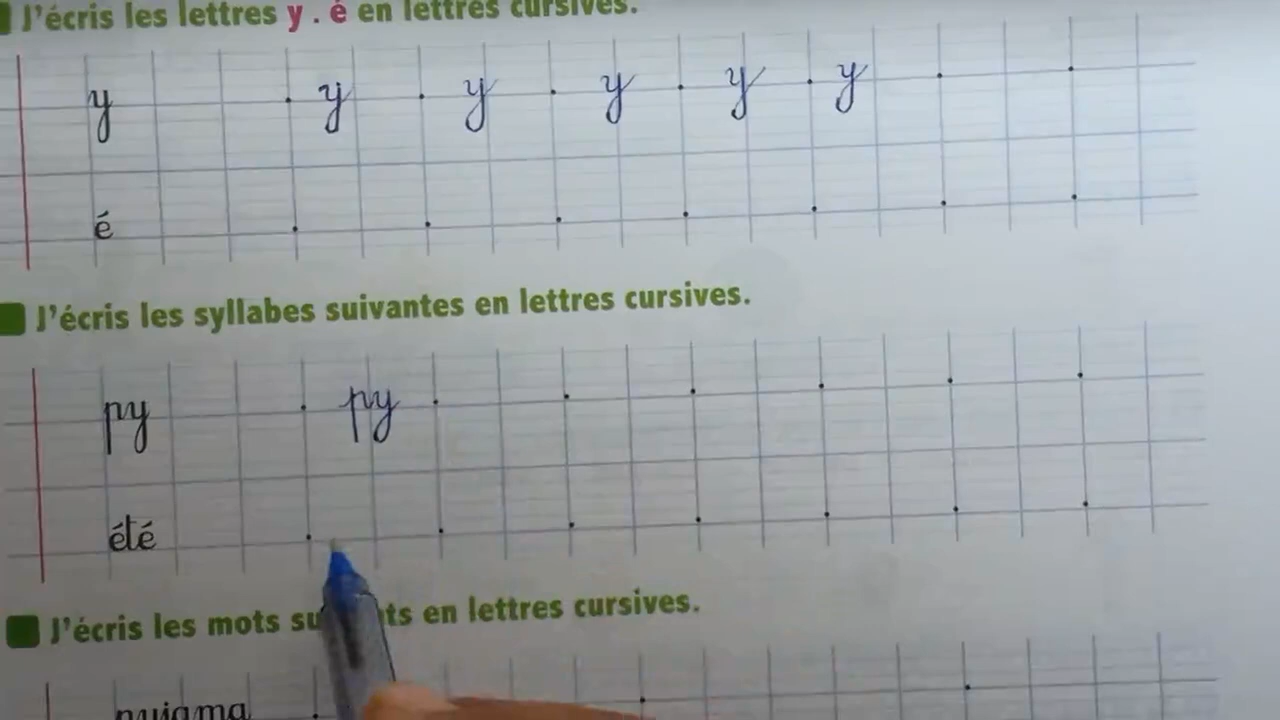 J'écris les lettres y . é en lettres cursives.
y y y y y y
é
J'écris les syllabes suivantes en lettres cursives.
py py
été
J'écris les mots en lettres cursives.
pyjama